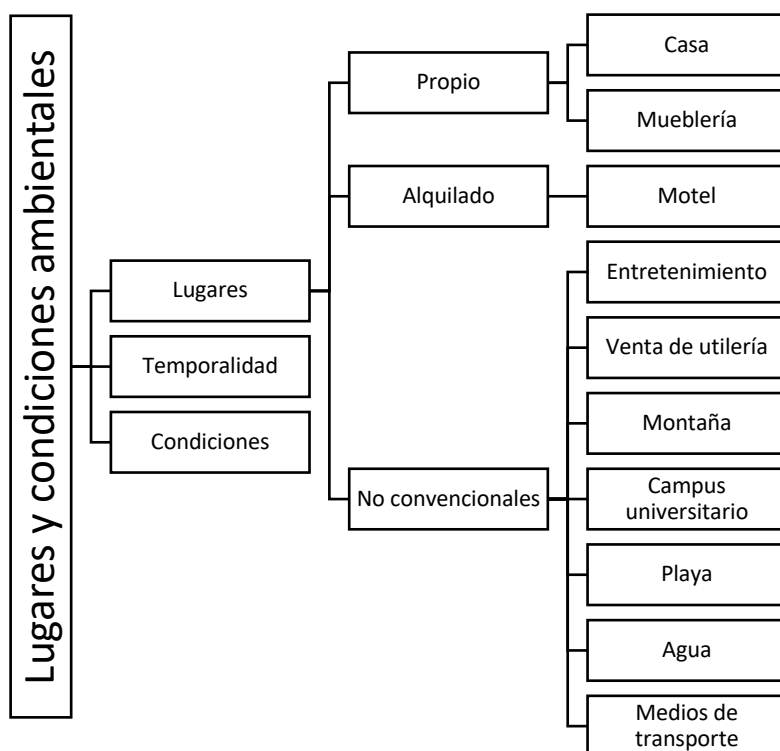 Lugares y condiciones ambientales
Lugares
Propio
Casa
Mueblería
Alquilado
Motel
No convencionales
Entretenimiento
Venta de utilería
Montaña
Campus
universitario
Playa
Agua
Medios de
transporte
Temporalidad
Condiciones